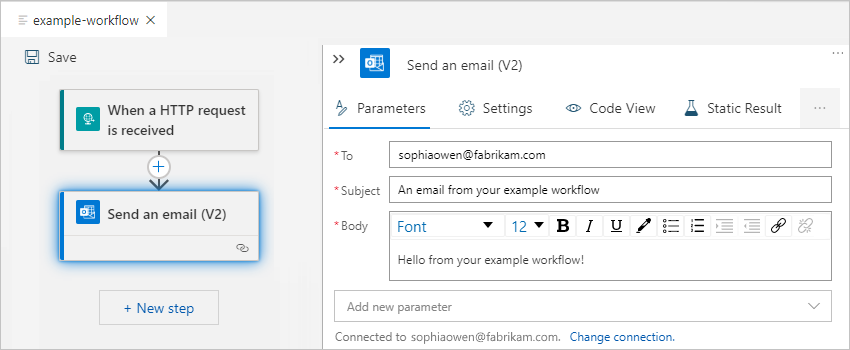 example-workflow
Save
When a HTTP request
is received
Send an email (V2)
+ New step
Send an email (V2)
Parameters
Settings
Code View
Static Result
...
* To
sophiaowen@fabrikam.com
* Subject
An email from your example workflow
* Body
Font
12
B
I
U
Hello from your example workflow!
Add new parameter
Connected to sophiaowen@fabrikam.com. Change connection.